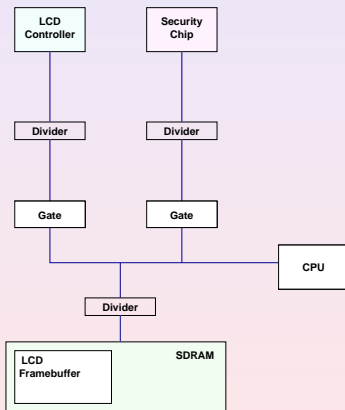 LCD
Controller
Security
Chip
Divider
Divider
Gate
Gate
CPU
Divider
SDRAM
LCD
Framebuffer